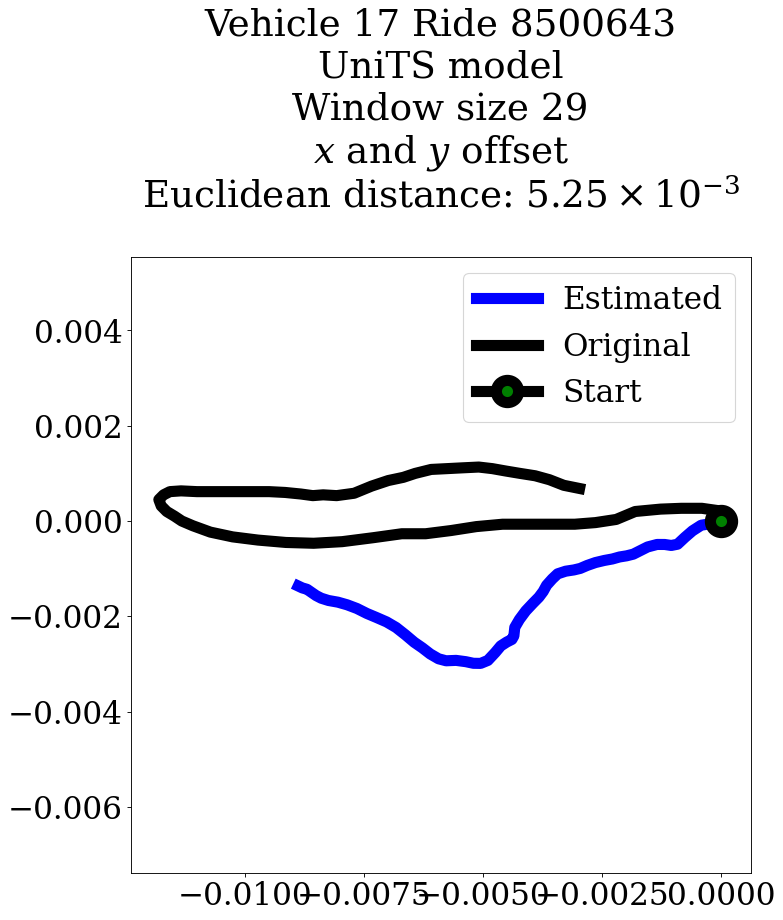 Vehicle 17 Ride 8500643
UniTS model
Window size 29
x and y offset
Euclidean distance: 5.25 × 10⁻³
Estimated
Original
Start
0.004
0.002
0.000
−0.002
−0.004
−0.006
−0.0100 −0.0075 −0.0050 −0.0025 0.0000